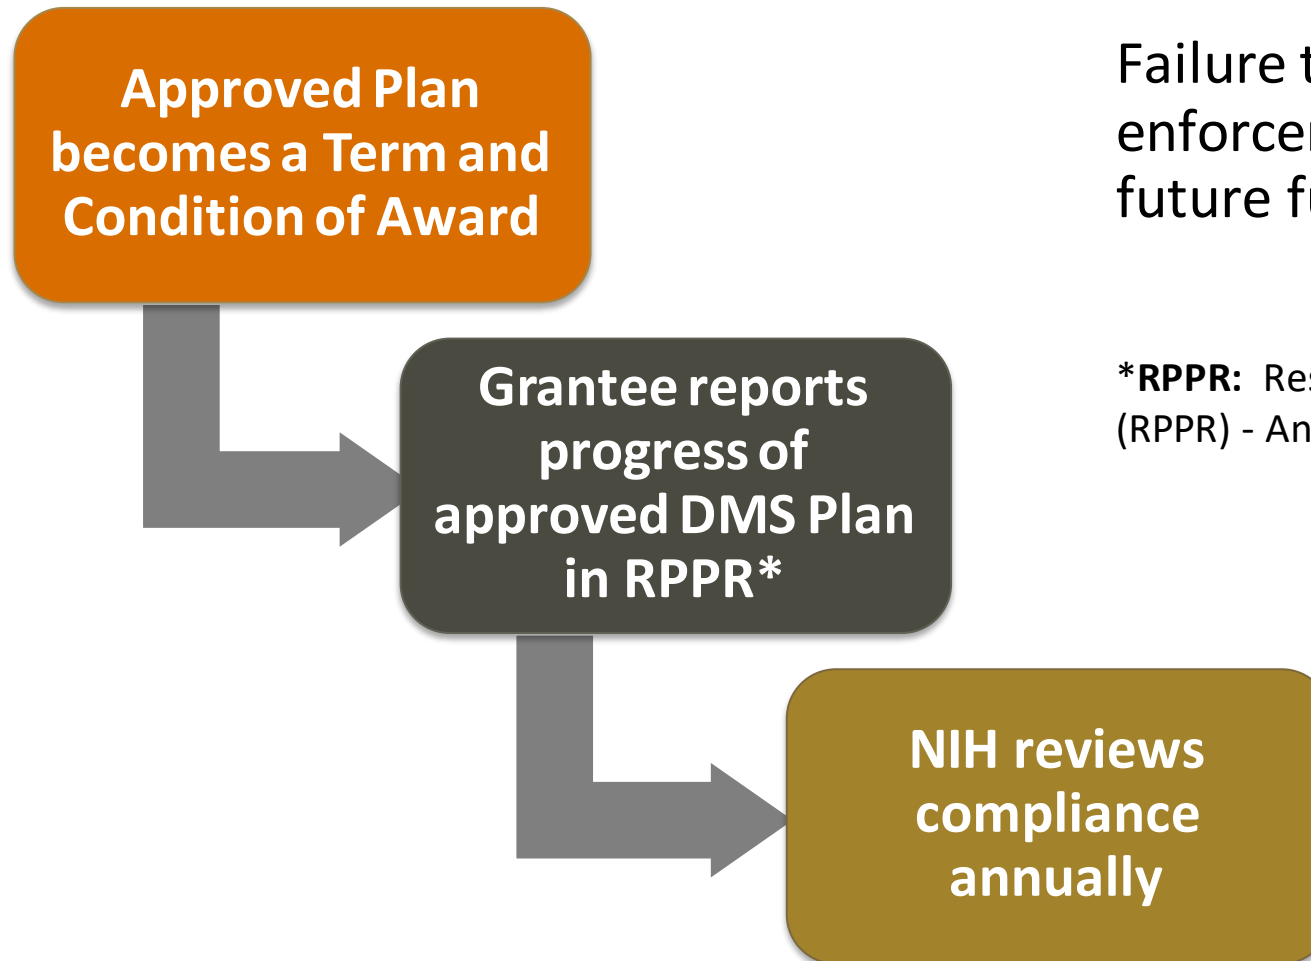 Approved Plan
becomes a Term and
Condition of Award
Failure
future
*RPPR:
(RPPR) - An
Grantee reports
progress of
approved DMS Plan
in RPPR*
NIH reviews
compliance
annually